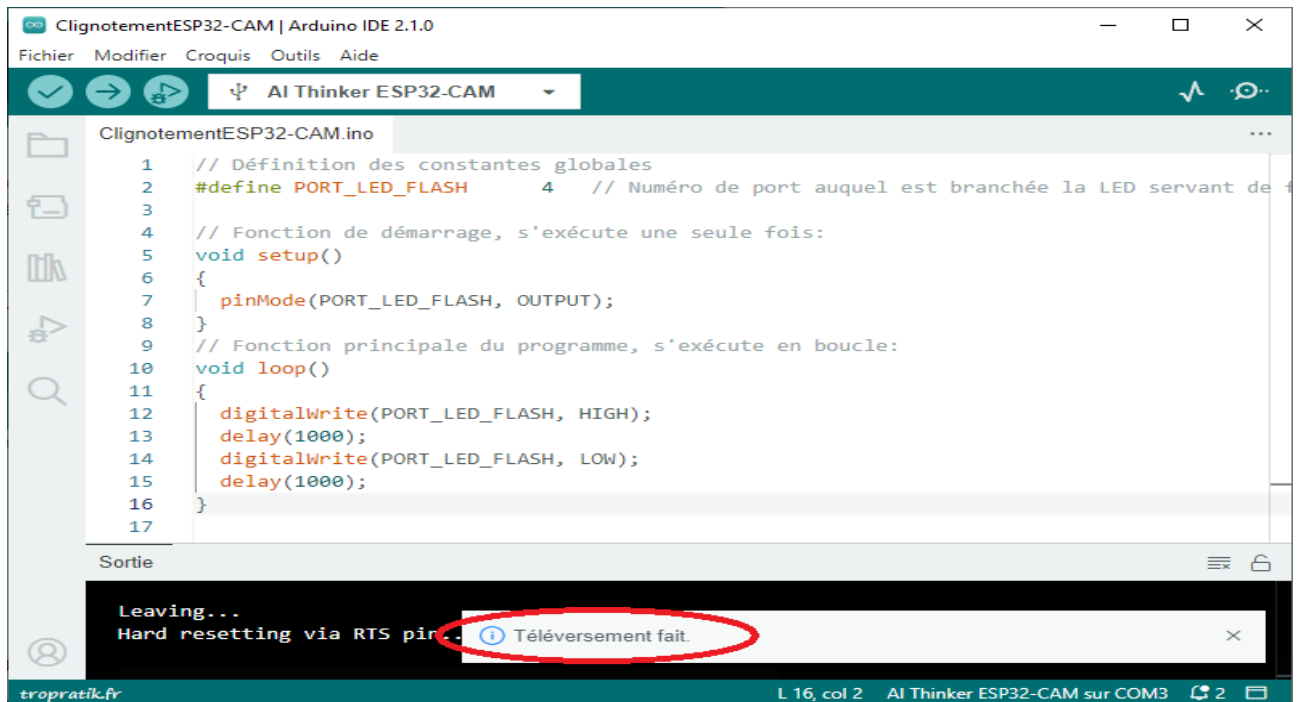 ClignotementESP32-CAM | Arduino IDE 2.1.0
Fichier Modifier Croquis Outils Aide
AI Thinker ESP32-CAM
ClignotementESP32-CAM.ino
1 // Définition des constantes globales
2 #define PORT_LED_FLASH 4 // Numéro de port auquel est branchée la LED servant de
3
4 // Fonction de démarrage, s'exécute une seule fois:
5 void setup()
6 {
7 pinMode(PORT_LED_FLASH, OUTPUT);
8 }
9 // Fonction principale du programme, s'exécute en boucle:
10 void loop()
11 {
12 digitalWrite(PORT_LED_FLASH, HIGH);
13 delay(1000);
14 digitalWrite(PORT_LED_FLASH, LOW);
15 delay(1000);
16 }
17
Sortie
Leaving...
Hard resetting via RTS pin..
Téléversement fait.
tropratik.fr L 16, col 2 AI Thinker ESP32-CAM sur COM3 2